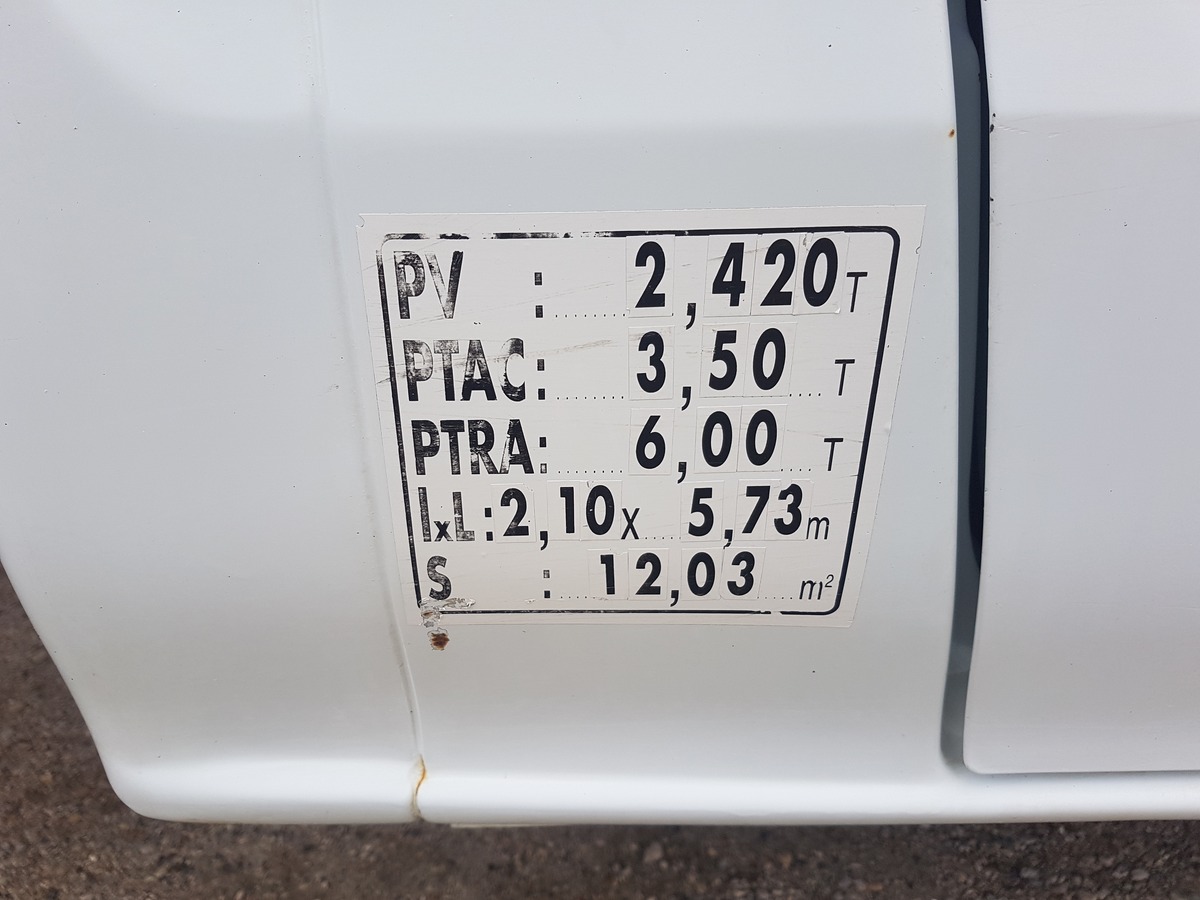 PV : 2,420 T
PTAC : 3,50 T
PTRA : 6,00 T
lxL : 2,10 x 5,73 m
S : 12,03 m²